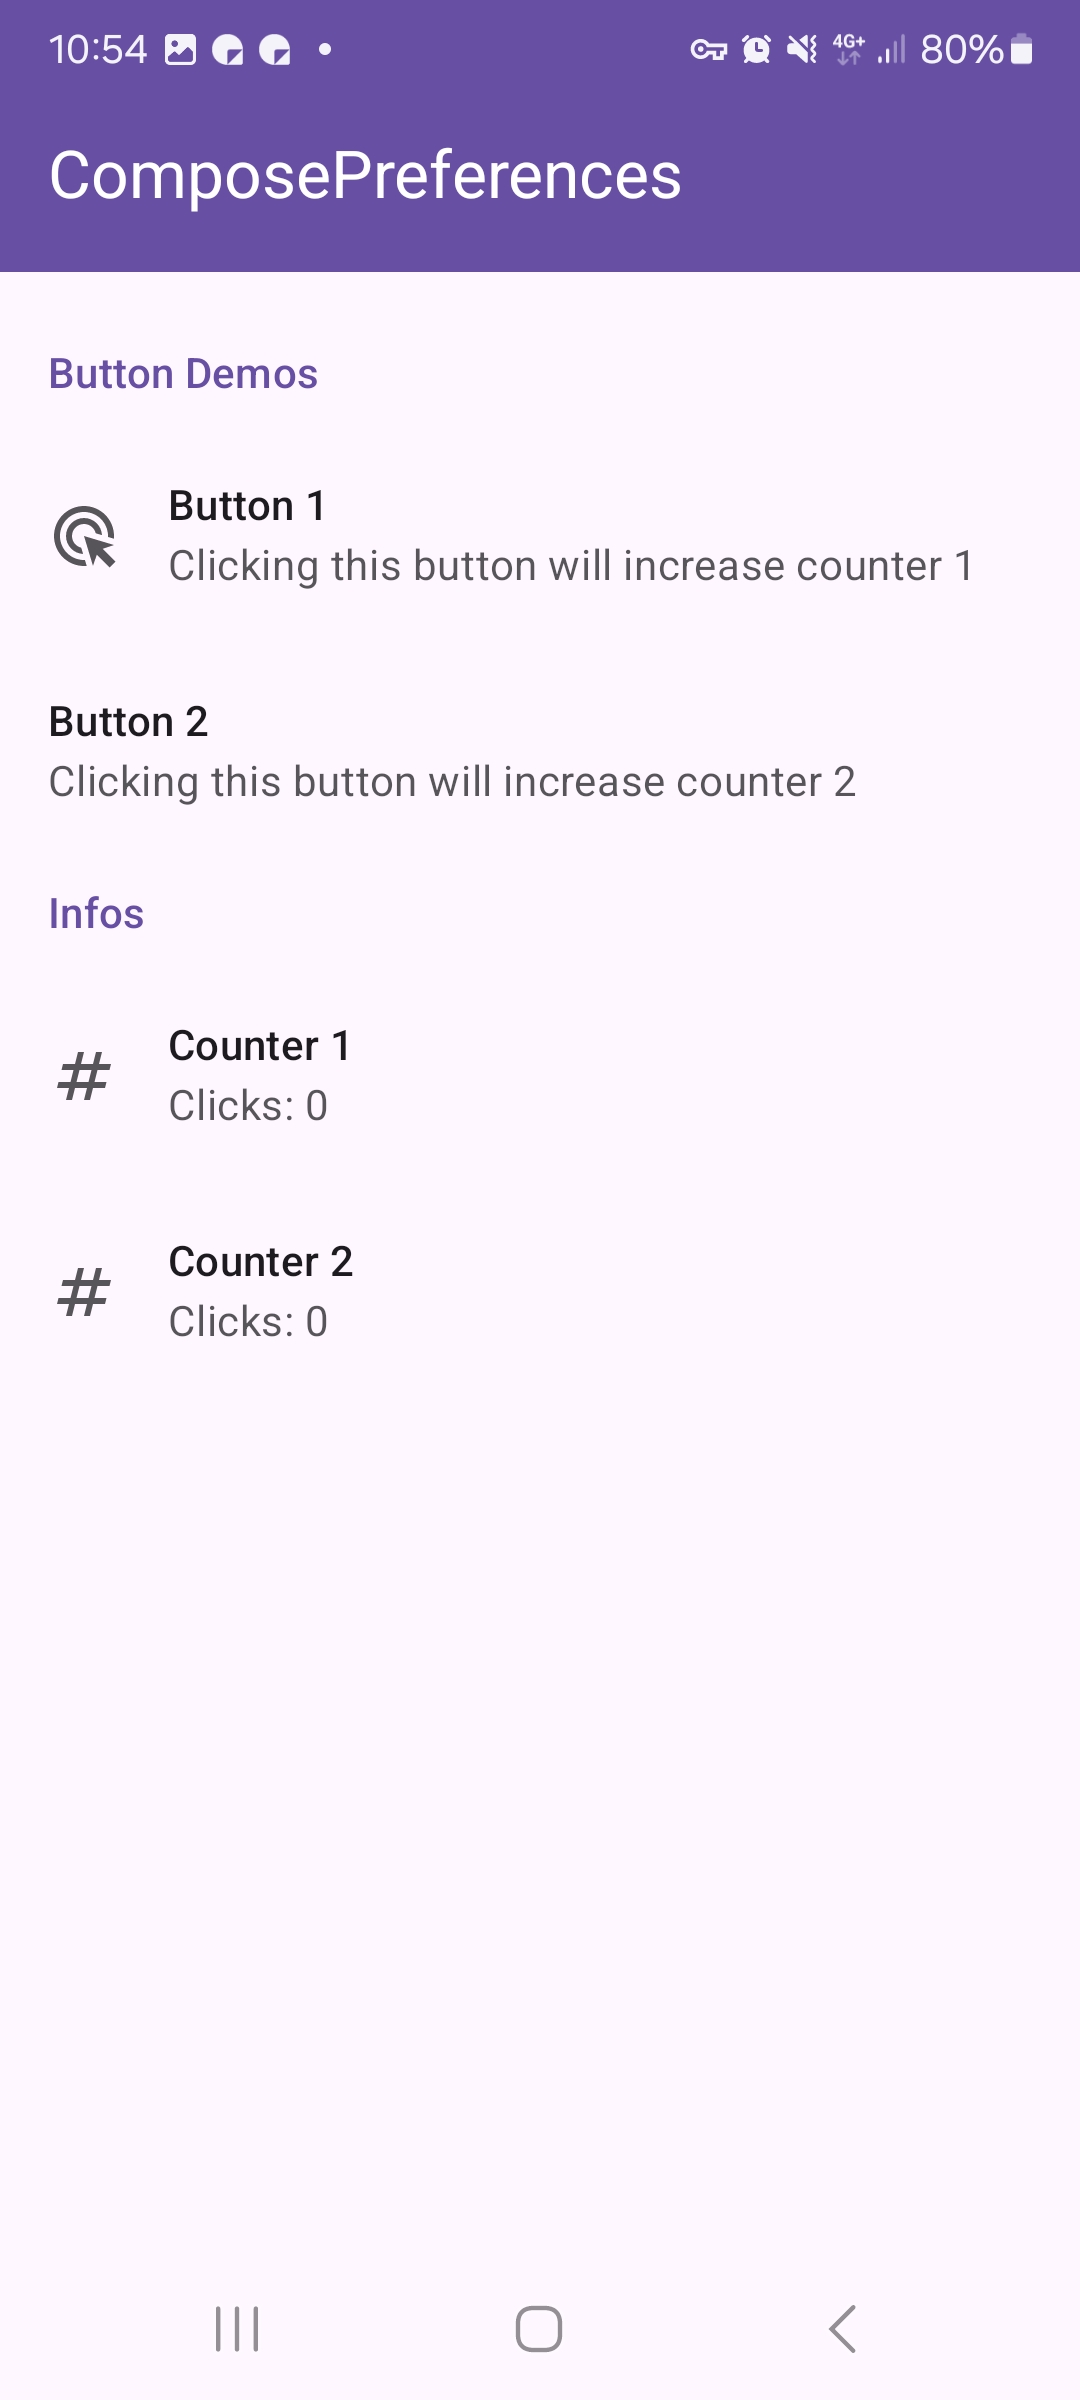 10:54
4G+
80%
ComposePreferences
Button Demos
Button 1
Clicking this button will increase counter 1
Button 2
Clicking this button will increase counter 2
Infos
Counter 1
Clicks: 0
Counter 2
Clicks: 0